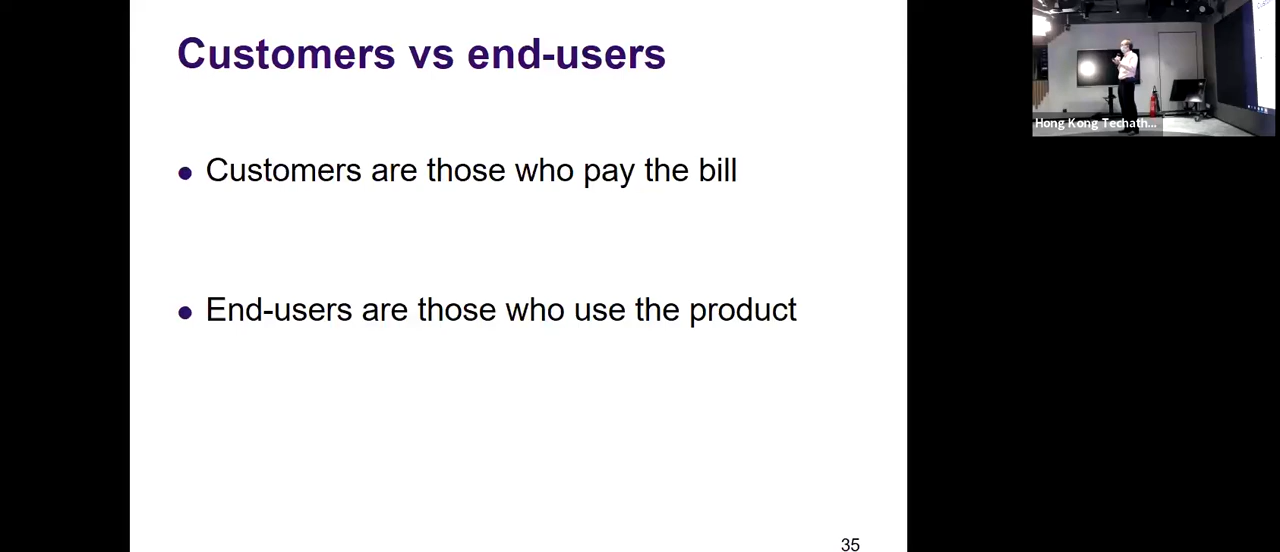 Customers vs end-users
Hong Kong Techath...
Customers are those who pay the bill
End-users are those who use the product
35